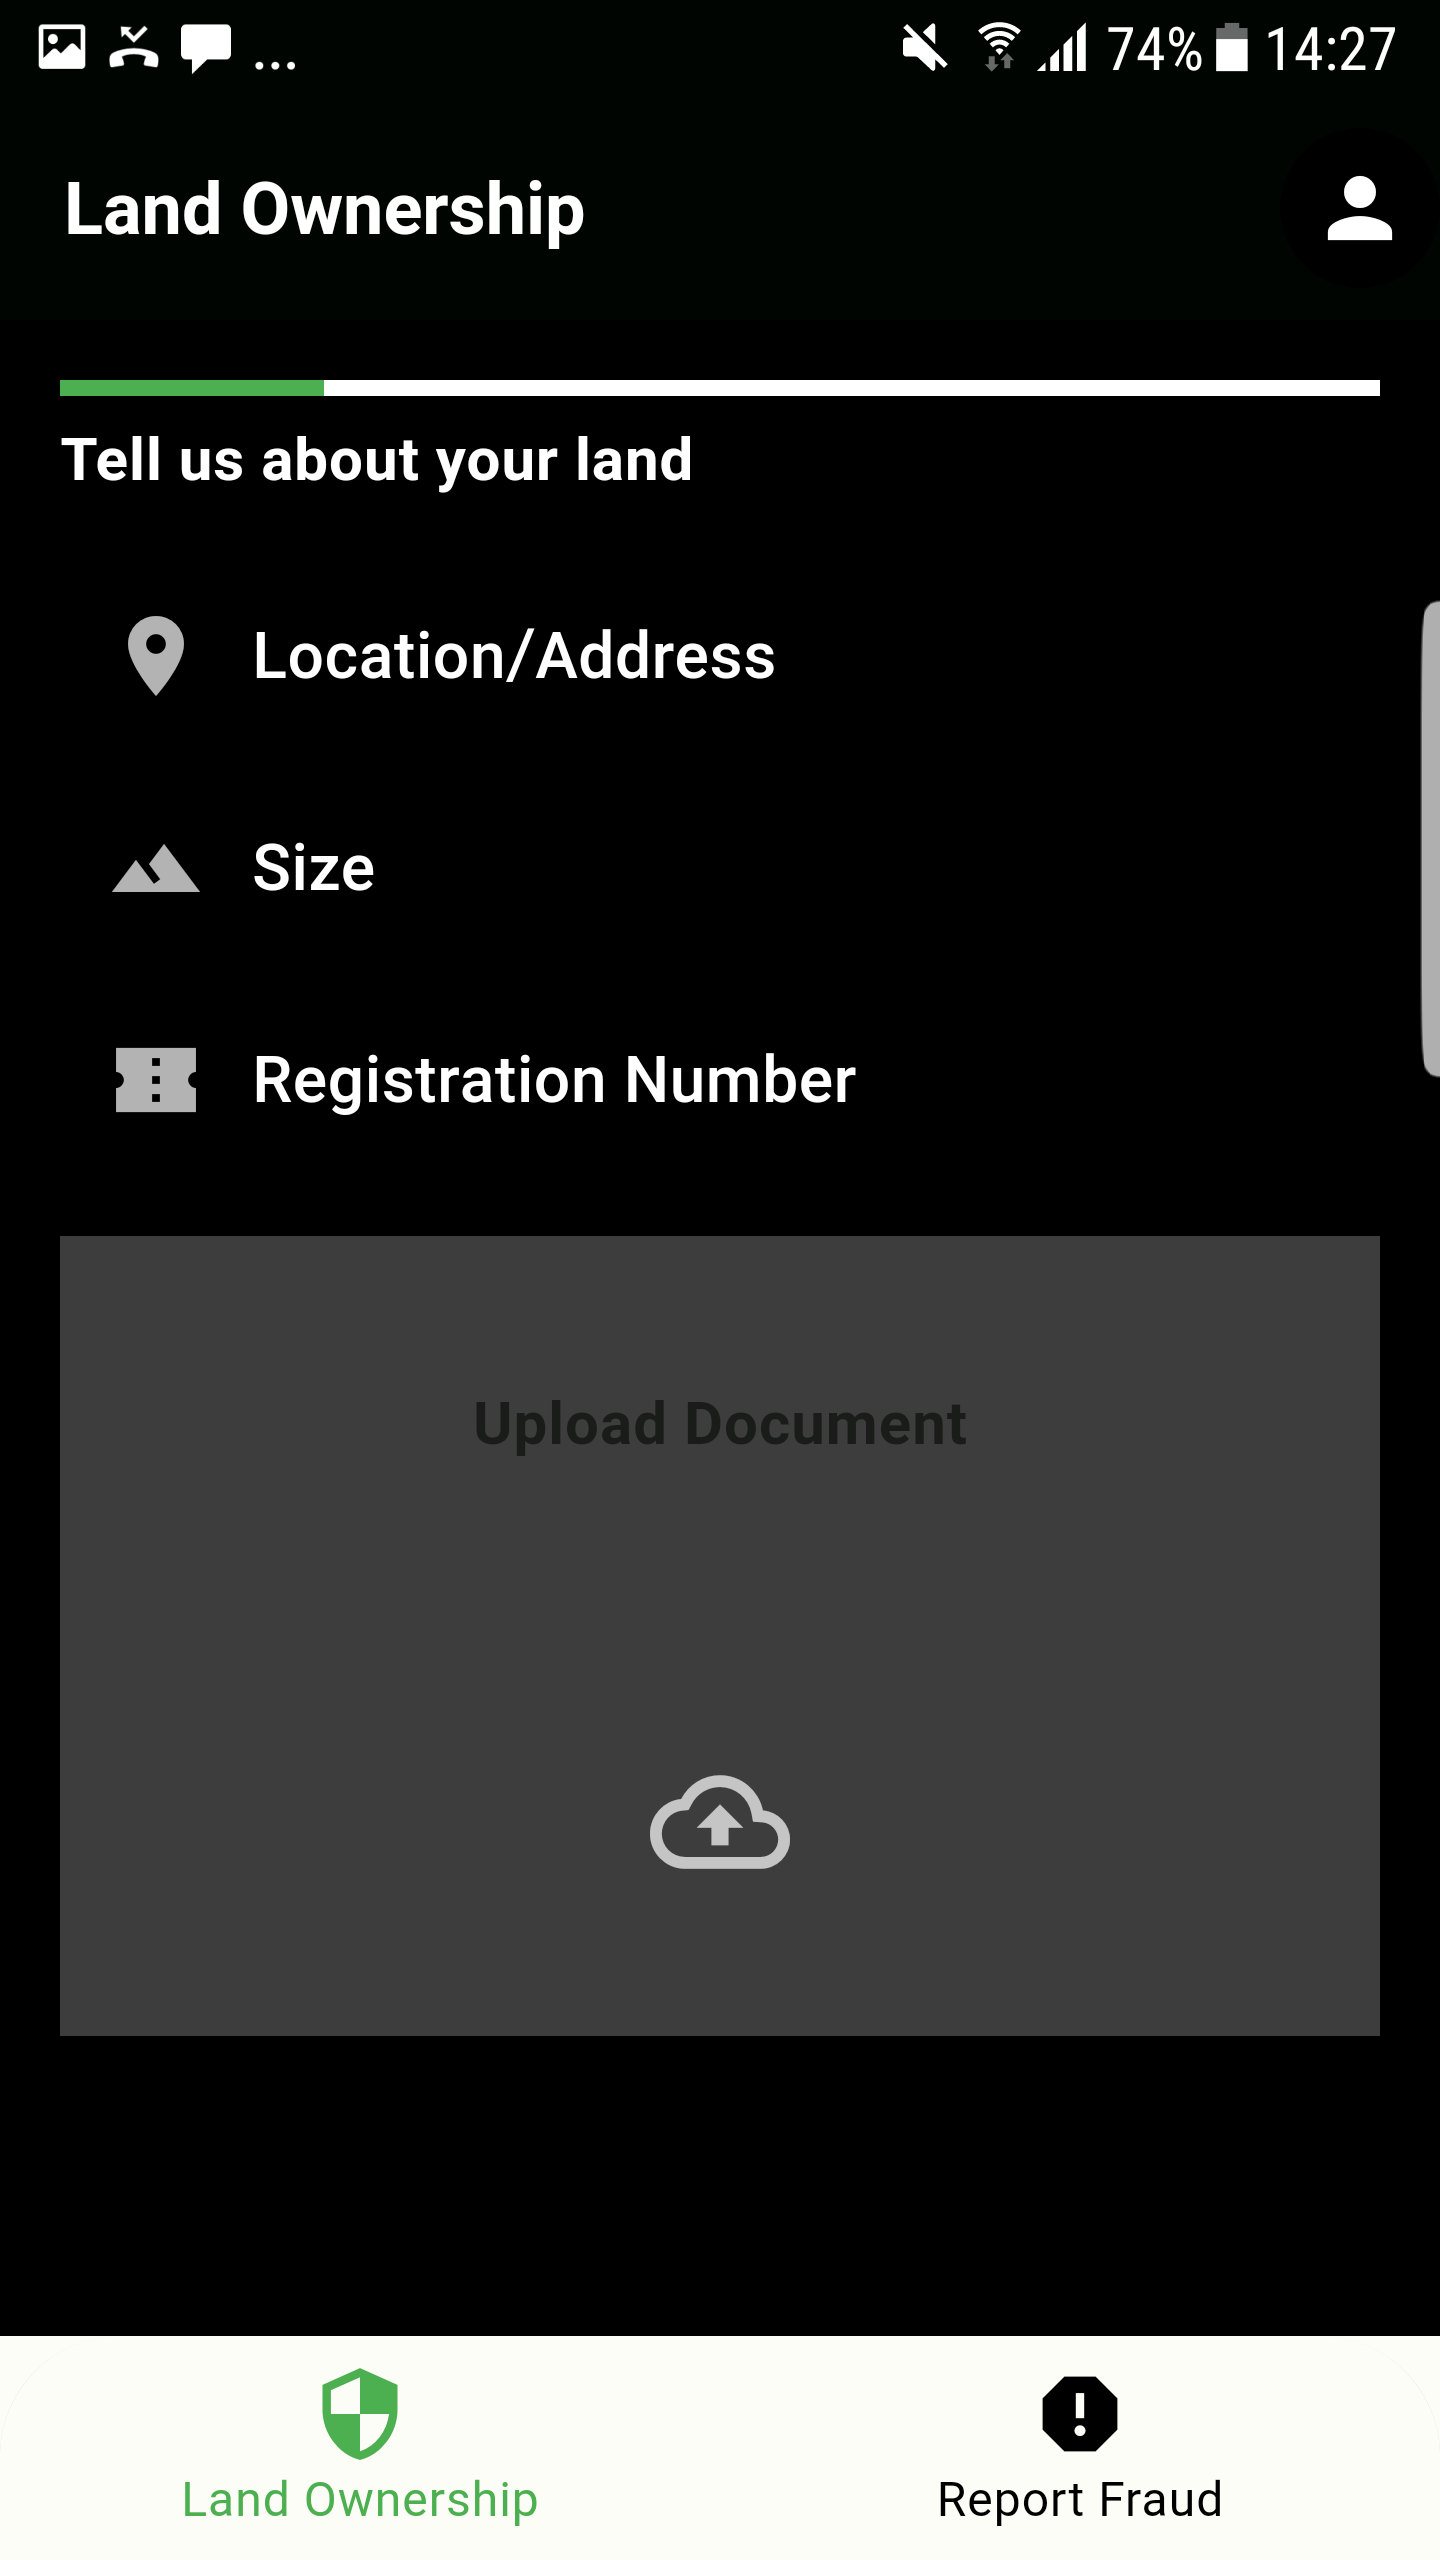 ... 74% 14:27
Land Ownership
Tell us about your land
Location/Address
Size
Registration Number
Upload Document
Land Ownership
Report Fraud